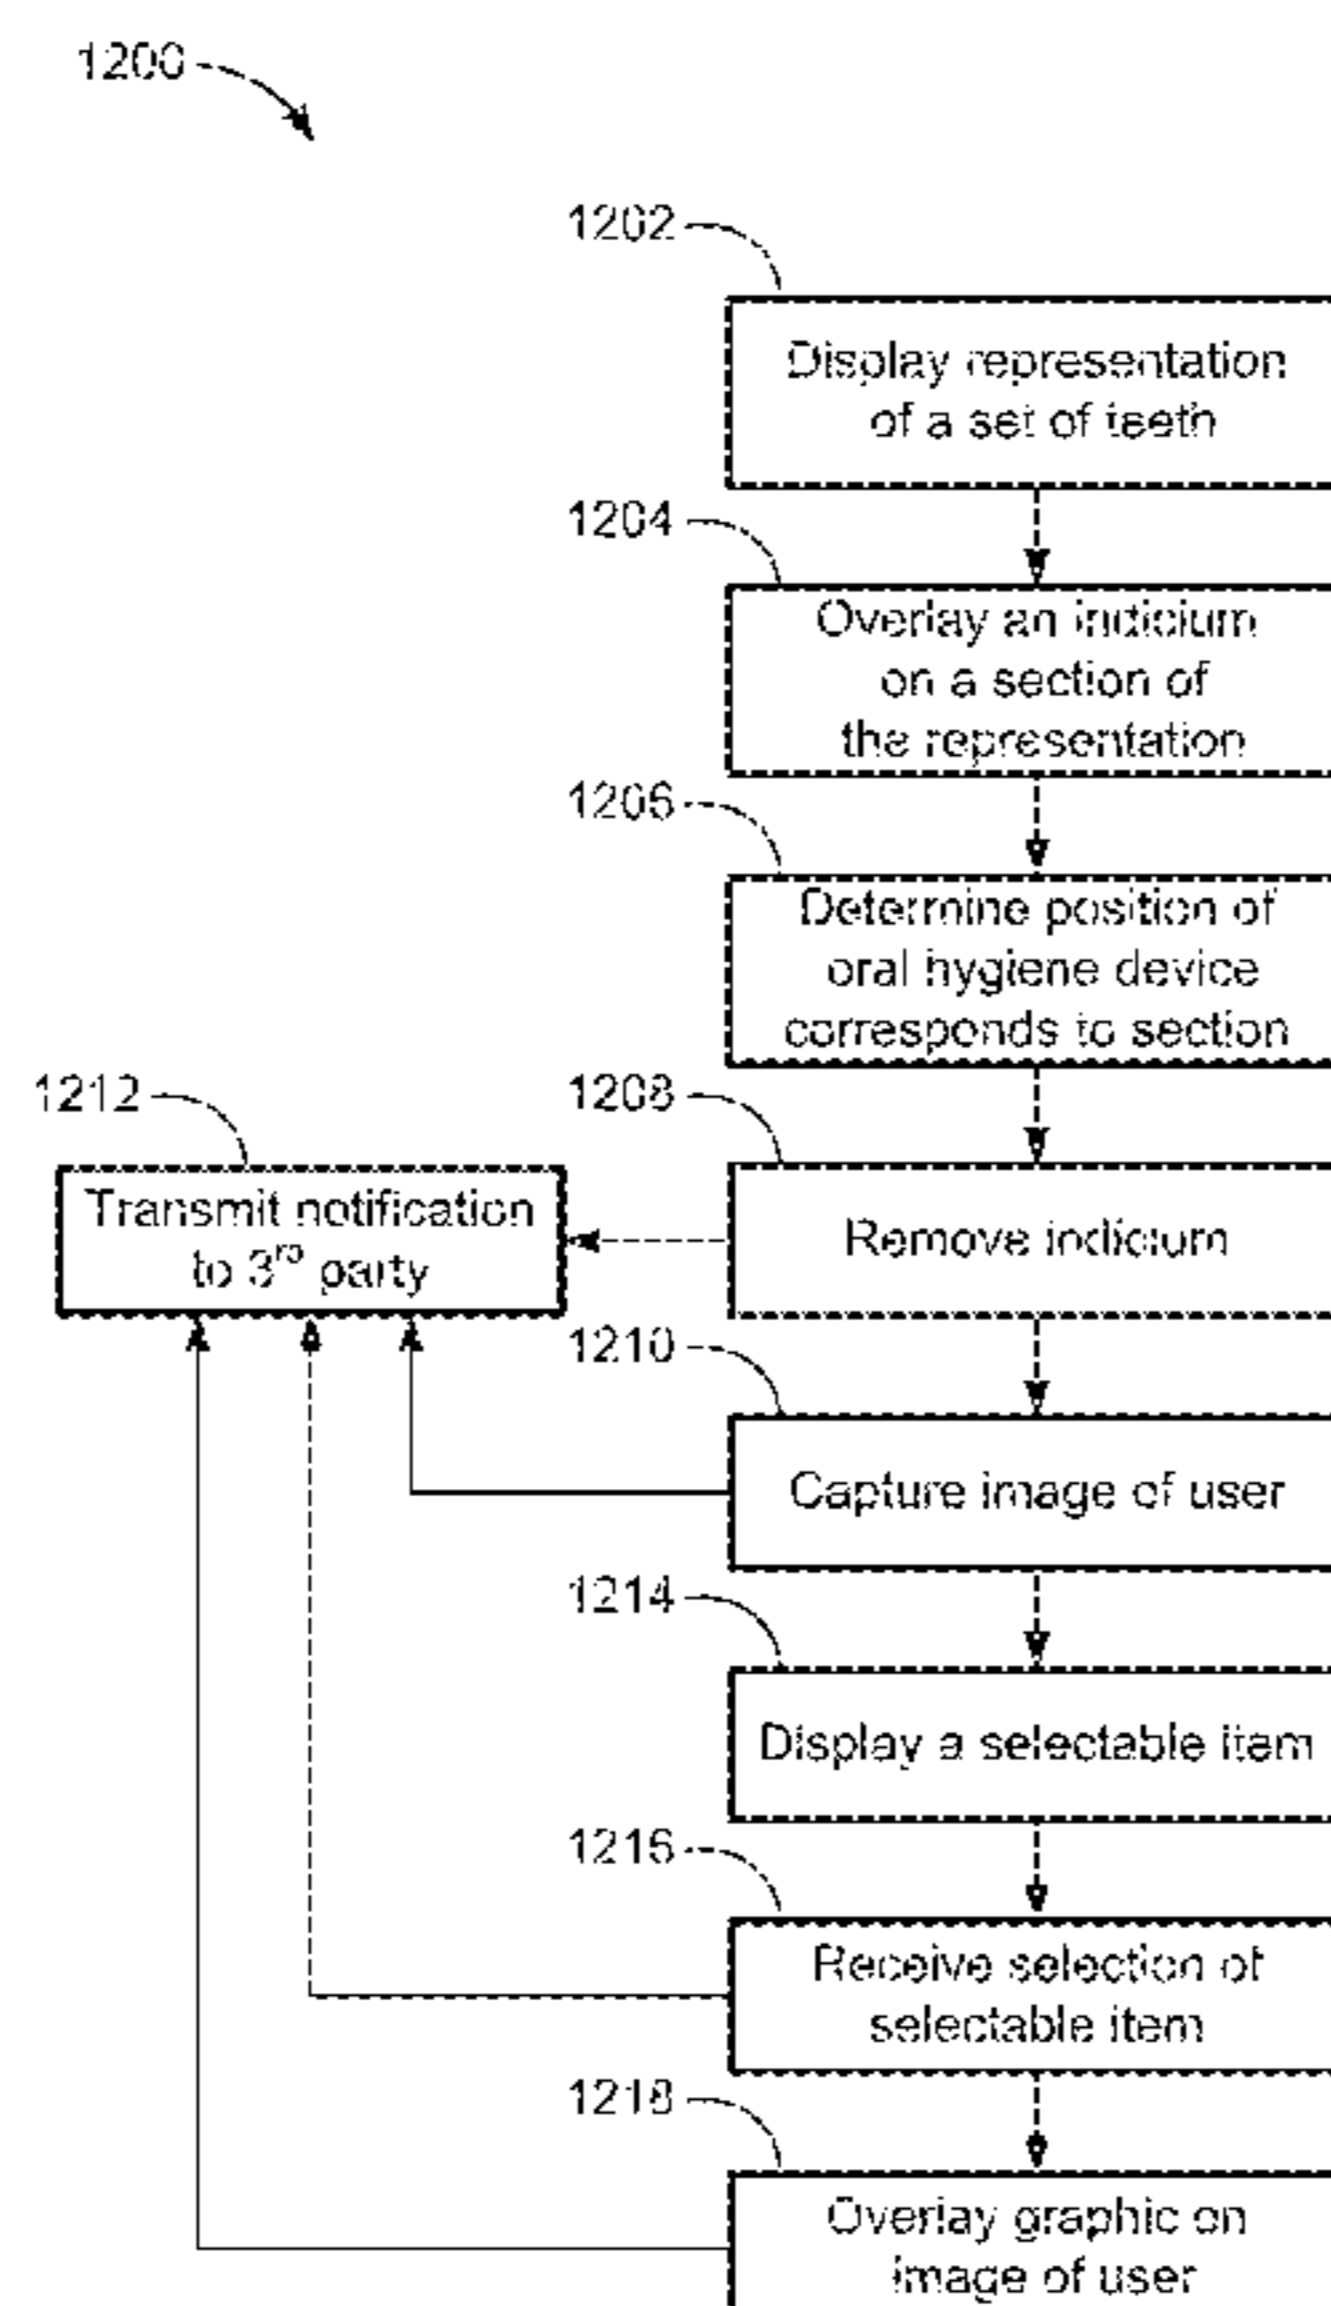 1200
1202
Display representation
of a set of teeth
1204
Overlay an indicium
on a section of
the representation
1206
Determine position of
oral hygiene device
corresponds to section
1212
1208
Transmit notification
to 3rd party
Remove indicium
1210
Capture image of user
1214
Display a selectable item
1216
Receive selection of
selectable item
1218
Overlay graphic on
image of user